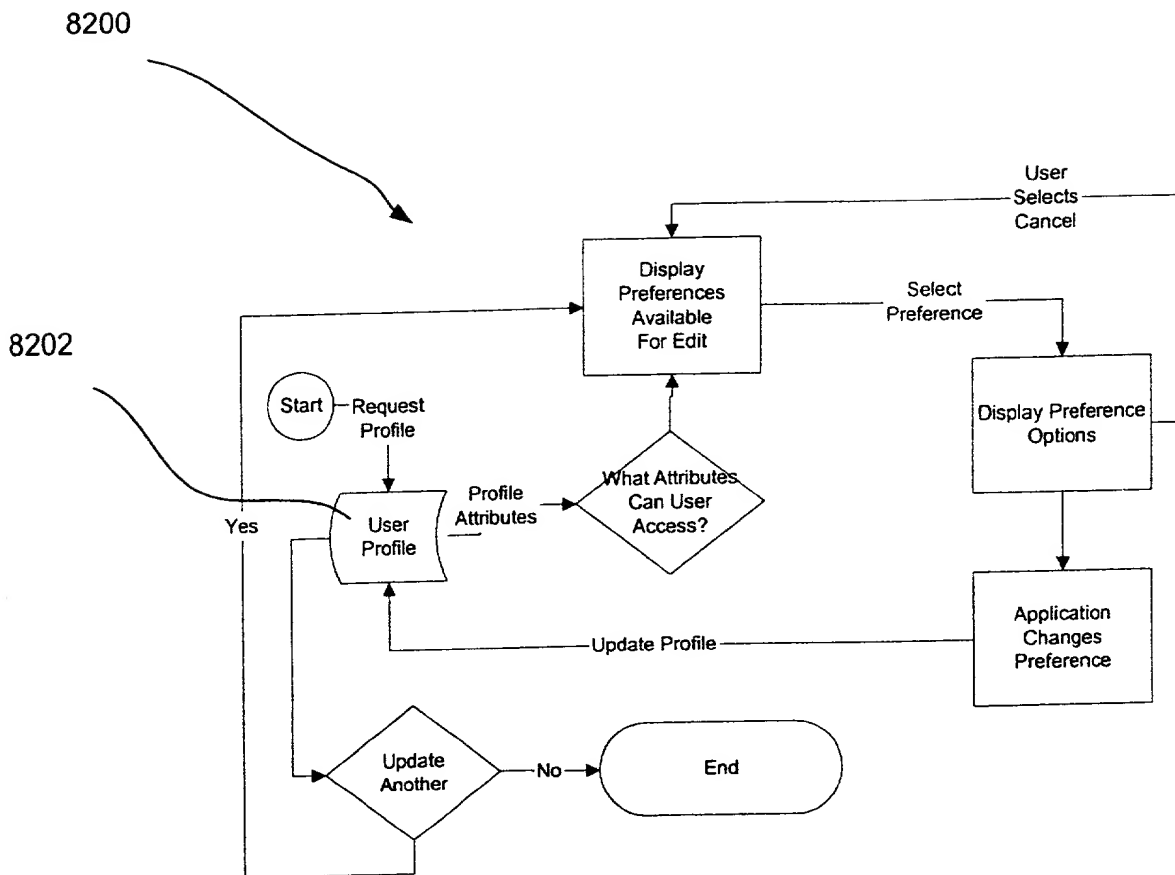 8200
User
Selects
Cancel
Display
Preferences
Available
For Edit
Select
Preference
8202
Start
Request
Profile
Display Preference
Options
What Attributes
Can User
Access?
Profile
Attributes
User
Profile
Yes
Application
Changes
Preference
Update Profile
Update
Another
No
End